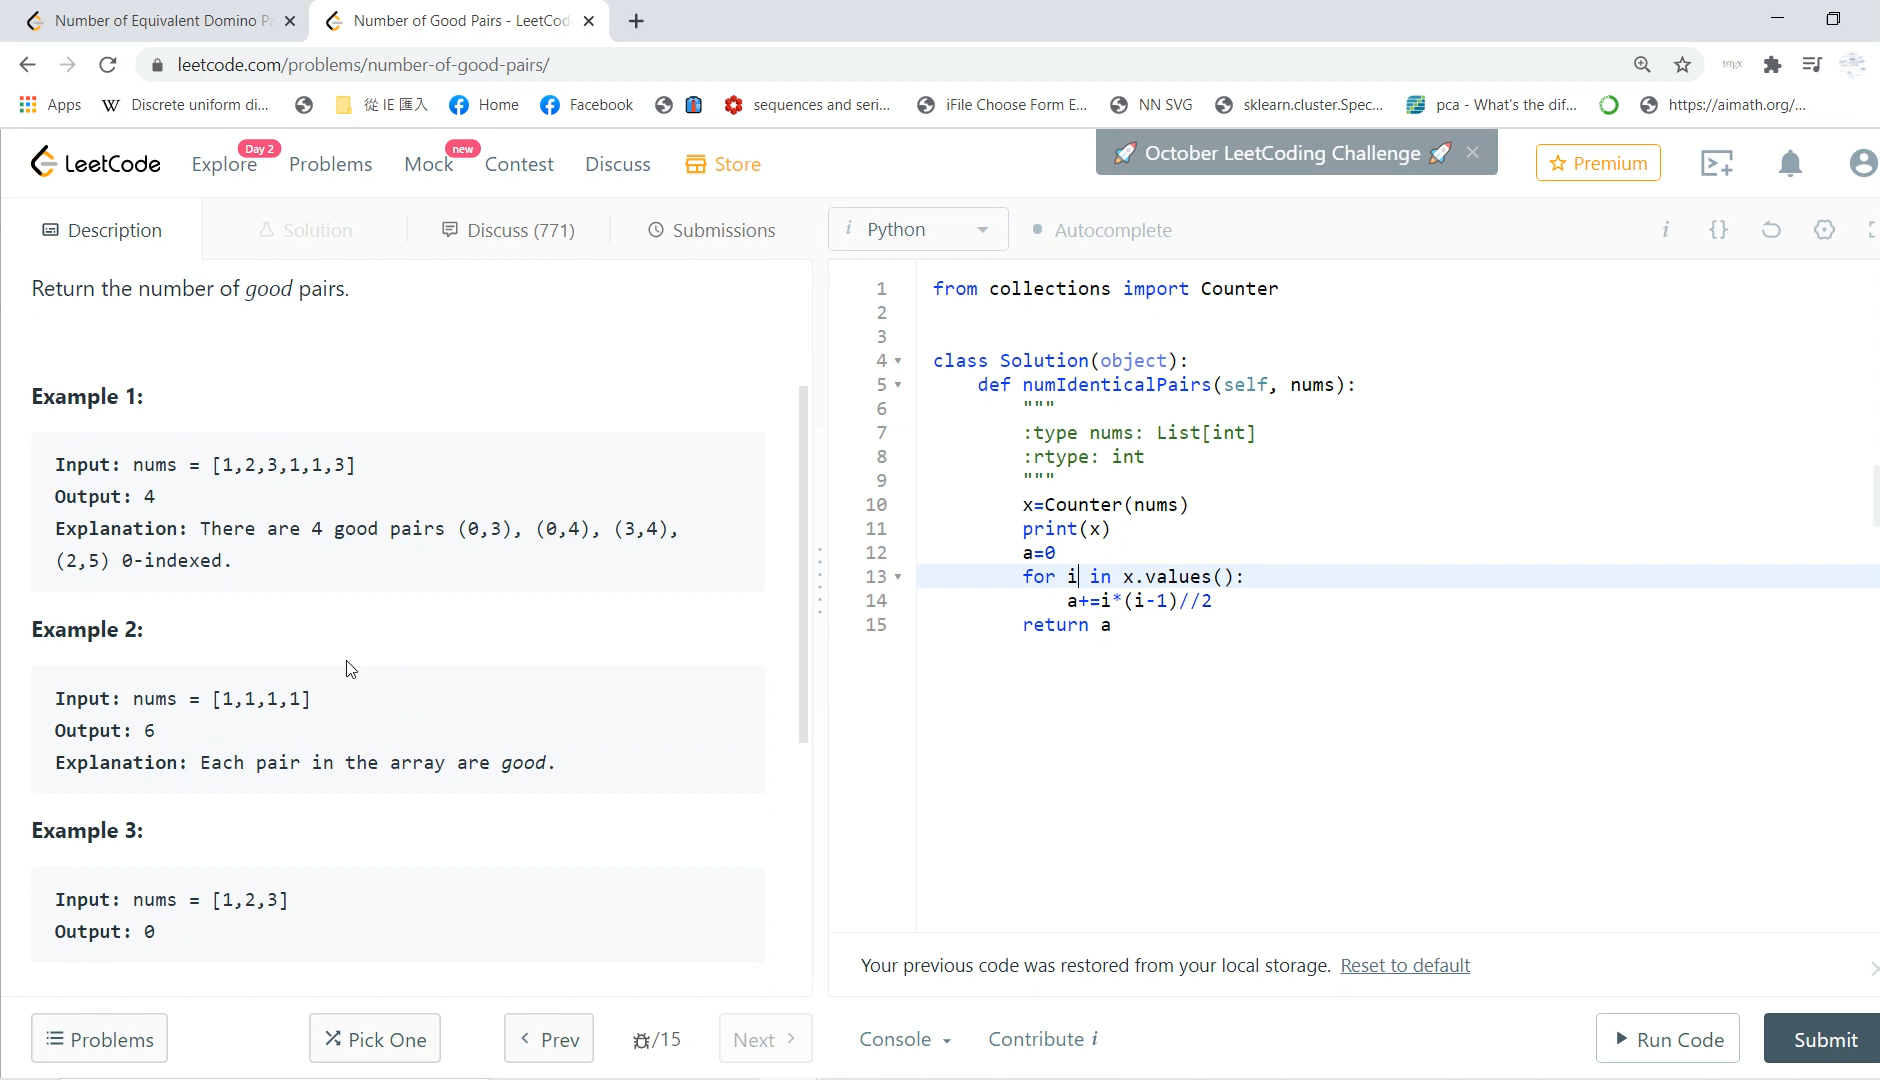 Number of Equivalent Domino Pa
Number of Good Pairs - LeetCod
leetcode.com/problems/number-of-good-pairs/
Apps
Discrete uniform di...
從 IE 匯入
Home
Facebook
sequences and seri...
iFile Choose Form E...
NN SVG
sklearn.cluster.Spec...
pca - What's the dif...
https://aimath.org/...
LeetCode
Explore
Day 2
Problems
Mock
new
Contest
Discuss
Store
October LeetCoding Challenge
Premium
Description
Solution
Discuss (771)
Submissions
i Python
Autocomplete
i
{}
Return the number of good pairs.
Example 1:
Input: nums = [1,2,3,1,1,3]
Output: 4
Explanation: There are 4 good pairs (0,3), (0,4), (3,4),
(2,5) 0-indexed.
Example 2:
Input: nums = [1,1,1,1]
Output: 6
Explanation: Each pair in the array are good.
Example 3:
Input: nums = [1,2,3]
Output: 0
1 from collections import Counter
2
3
4 class Solution(object):
5 def numIdenticalPairs(self, nums):
6 """
7 :type nums: List[int]
8 :rtype: int
9 """
10 x=Counter(nums)
11 print(x)
12 a=0
13 for i in x.values():
14 a+=i*(i-1)//2
15 return a
Your previous code was restored from your local storage. Reset to default
Problems
Pick One
Prev
/15
Next
Console
Contribute i
Run Code
Submit